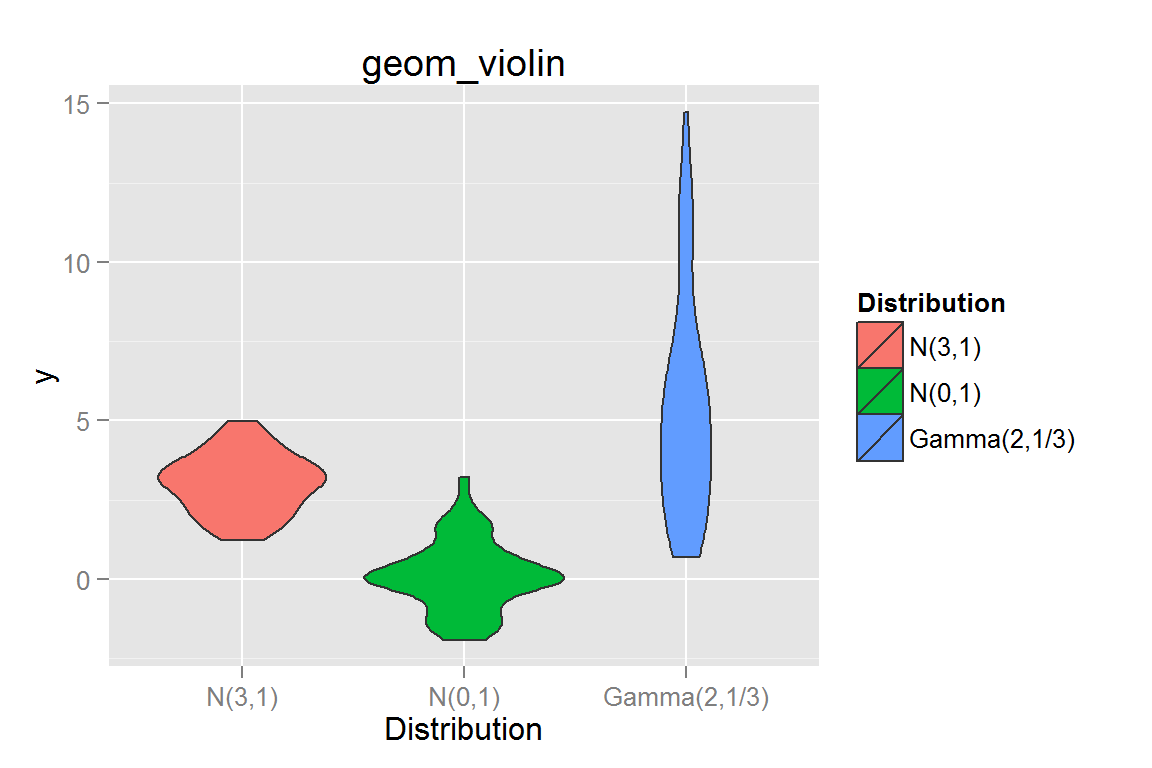 geom_violin
15
10
5
0
y
N(3,1)
N(0,1)
Gamma(2,1/3)
Distribution
Distribution
N(3,1)
N(0,1)
Gamma(2,1/3)